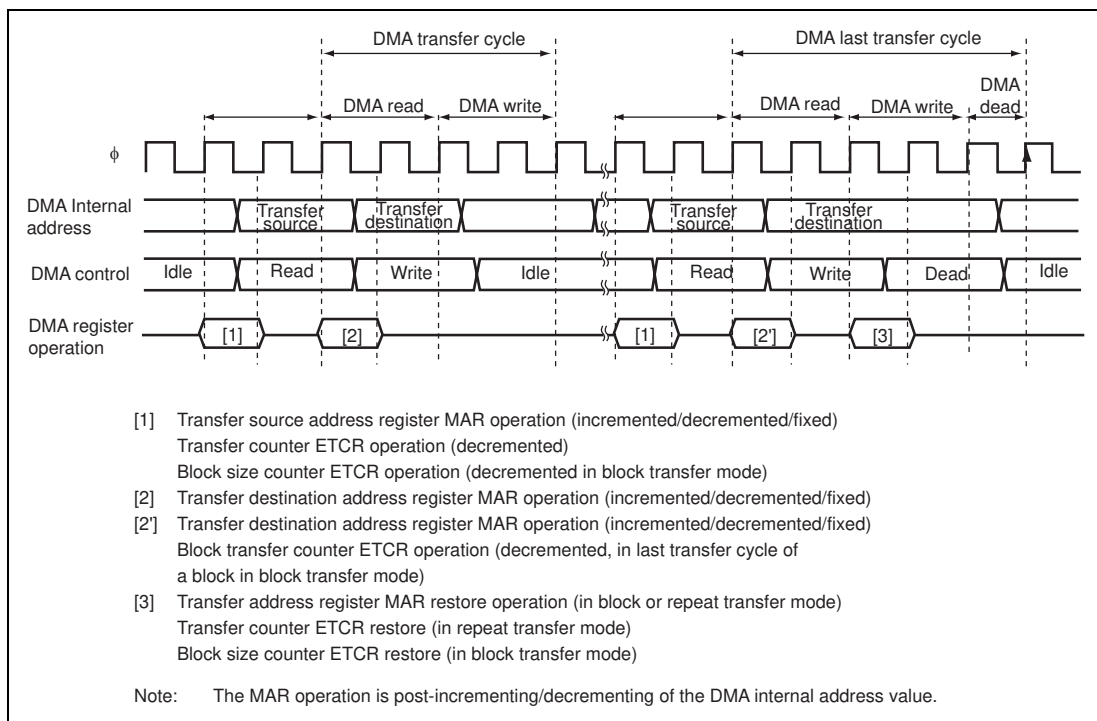 DMA transfer cycle DMA last transfer cycle
DMA read DMA write DMA read DMA write DMA dead
ϕ
DMA Internal address Transfer source Transfer destination Transfer source Transfer destination
DMA control Idle Read Write Idle Read Write Dead Idle
DMA register operation [1] [2] [1] [2'] [3]
[1] Transfer source address register MAR operation (incremented/decremented/fixed)
Transfer counter ETCR operation (decremented)
Block size counter ETCR operation (decremented in block transfer mode)
[2] Transfer destination address register MAR operation (incremented/decremented/fixed)
[2'] Transfer destination address register MAR operation (incremented/decremented/fixed)
Block transfer counter ETCR operation (decremented, in last transfer cycle of
a block in block transfer mode)
[3] Transfer address register MAR restore operation (in block or repeat transfer mode)
Transfer counter ETCR restore (in repeat transfer mode)
Block size counter ETCR restore (in block transfer mode)
Note: The MAR operation is post-incrementing/decrementing of the DMA internal address value.